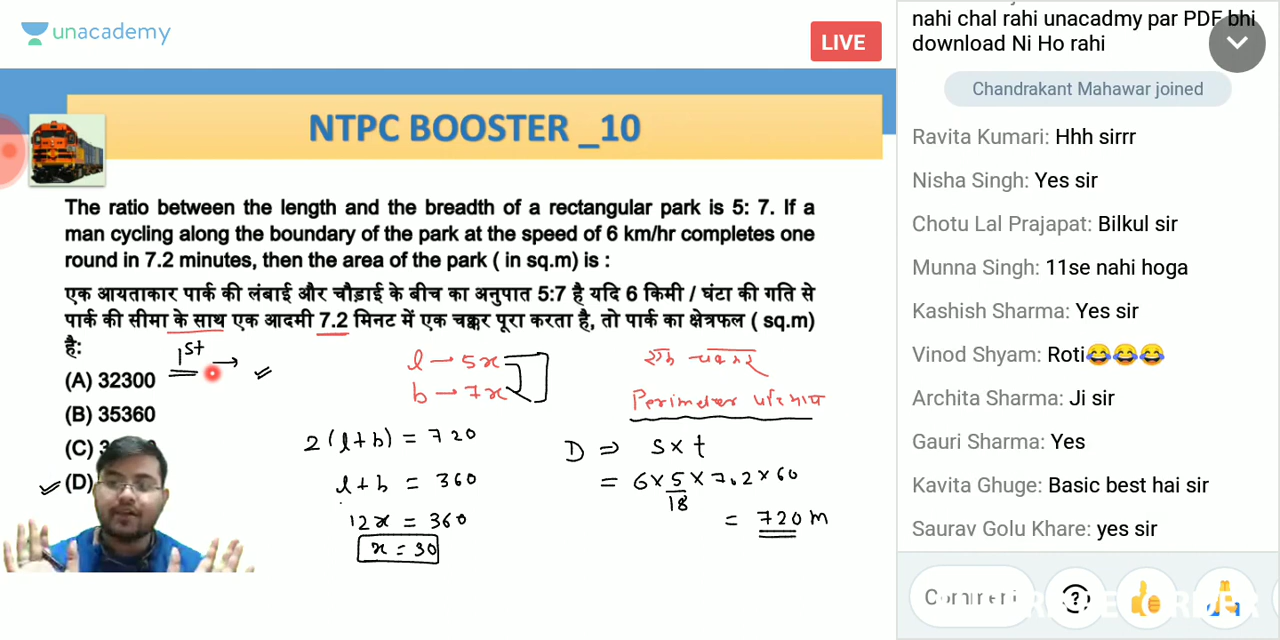 unacademy
LIVE
NTPC BOOSTER _10
The ratio between the length and the breadth of a rectangular park is 5: 7. If a
man cycling along the boundary of the park at the speed of 6 km/hr completes one
round in 7.2 minutes, then the area of the park ( in sq.m) is :
एक आयताकार पार्क की लंबाई और चौड़ाई के बीच का अनुपात 5:7 है यदि 6 किमी / घंटा की गति से
पार्क की सीमा के साथ एक आदमी 7.2 मिनट में एक चक्कर पूरा करता है, तो पार्क का क्षेत्रफल ( sq.m)
है:
1st →
(A) 32300
(B) 35360
(C) 3
(D)
l → 5x
b → 7x
2(l+b) = 720
l+b = 360
12x = 360
x = 30
एक चक्कर
Perimeter परिमाप
D ⇒ s×t
= 6×5/18×7.2×60
= 720m
nahi chal rahi unacadmy par PDF bhi
download Ni Ho rahi
Chandrakant Mahawar joined
Ravita Kumari: Hhh sirrr
Nisha Singh: Yes sir
Chotu Lal Prajapat: Bilkul sir
Munna Singh: 11se nahi hoga
Kashish Sharma: Yes sir
Vinod Shyam: Roti😂😂😂
Archita Sharma: Ji sir
Gauri Sharma: Yes
Kavita Ghuge: Basic best hai sir
Saurav Golu Khare: yes sir